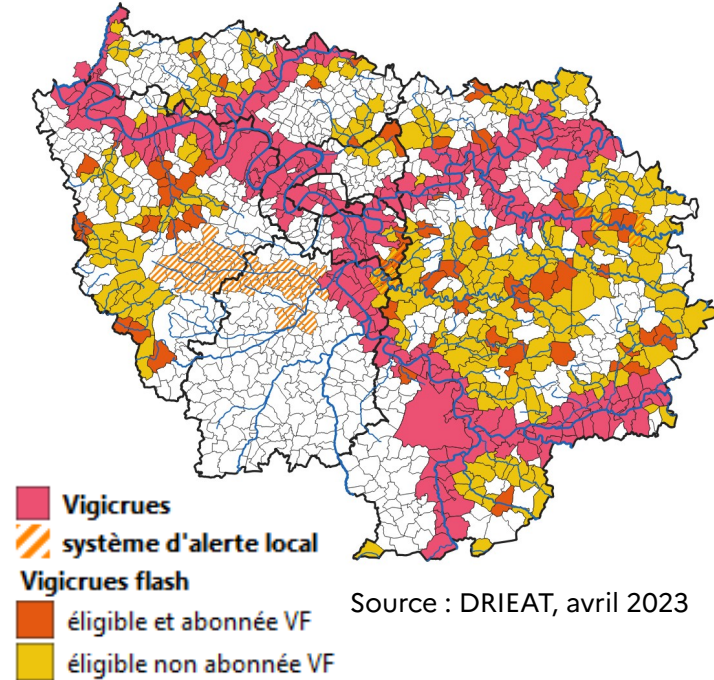 Vigicrues
système d'alerte local
Vigicrues flash
éligible et abonnée VF
éligible non abonnée VF
Source : DRIEAT, avril 2023